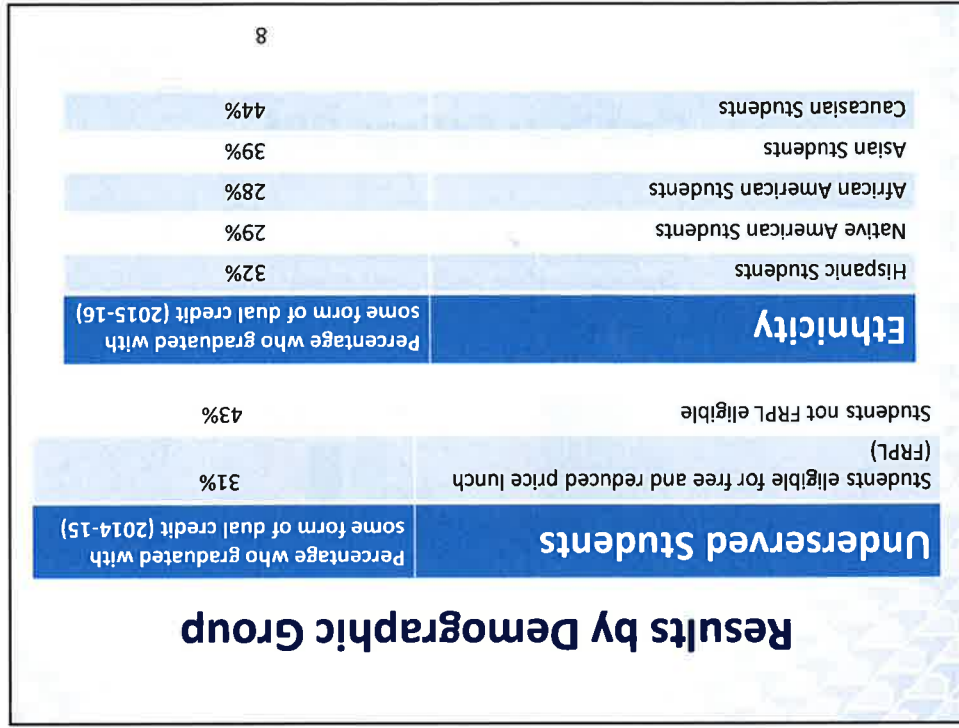 Results by Demographic Group
Underserved Students
Percentage who graduated with
some form of dual credit (2014-15)
Students eligible for free and reduced price lunch
(FRPL)
31%
Students not FRPL eligible
43%
Ethnicity
Percentage who graduated with
some form of dual credit (2015-16)
Hispanic Students
32%
Native American Students
29%
African American Students
28%
Asian Students
39%
Caucasian Students
44%
8